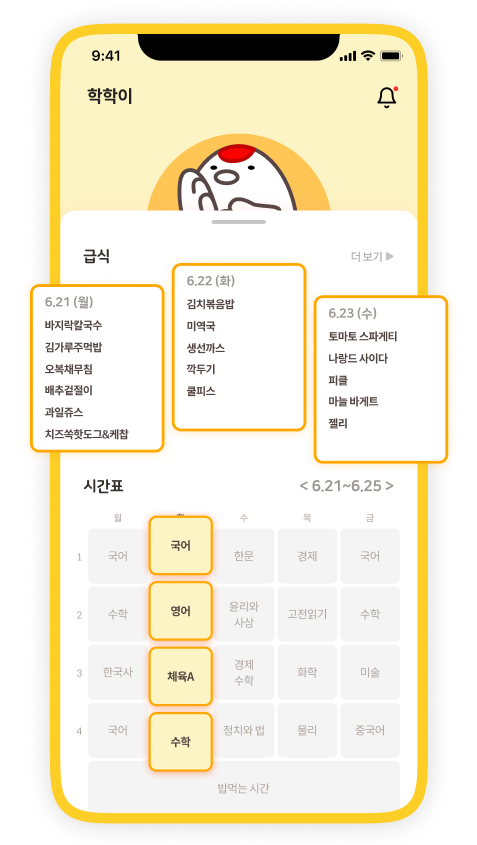 9:41
학학이
급식
더 보기 ▶
6.21 (월)
바지락칼국수
김가루주먹밥
오복채무침
배추겉절이
과일쥬스
치즈쏙핫도그&케찹
6.22 (화)
김치볶음밥
미역국
생선까스
깍두기
쿨피스
6.23 (수)
토마토 스파게티
나랑드 사이다
피클
마늘 바게트
젤리
시간표
< 6.21~6.25 >
월 수 목 금
1 국어 국어 한문 경제 국어
2 수학 영어 윤리와 사상 고전읽기 수학
3 한국사 체육A 경제 수학 화학 미술
4 국어 수학 정치와 법 물리 중국어
밥먹는 시간